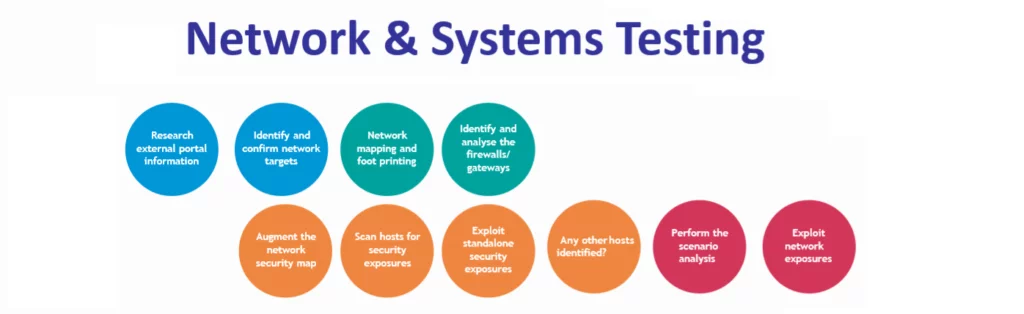 Network & Systems Testing
Research
external portal
information
Identify and
confirm network
targets
Network
mapping and
foot printing
Identify and
analyse the
firewalls/
gateways
Augment the
network
security map
Scan hosts for
security
exposures
Exploit
standalone
security
exposures
Any other hosts
identified?
Perform the
scenario
analysis
Exploit
network
exposures